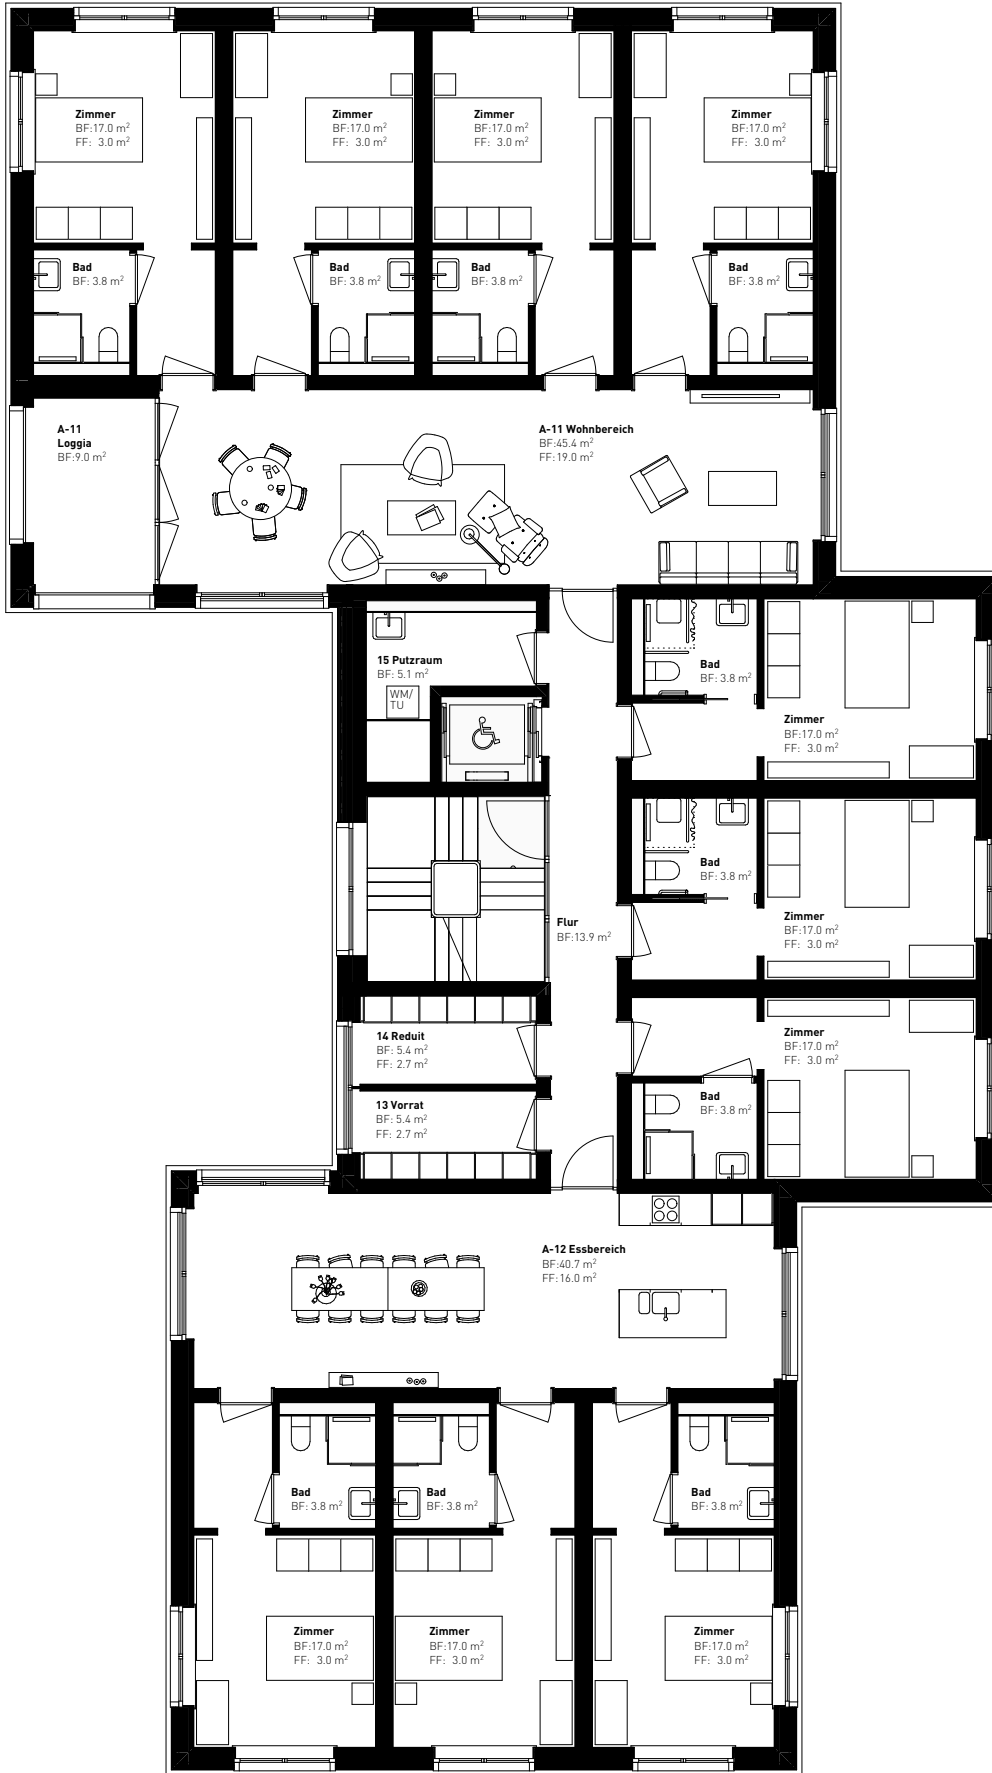 Zimmer
BF:17.0 m²
FF: 3.0 m²
Zimmer
BF:17.0 m²
FF: 3.0 m²
Zimmer
BF:17.0 m²
FF: 3.0 m²
Zimmer
BF:17.0 m²
FF: 3.0 m²
Bad
BF: 3.8 m²
Bad
BF: 3.8 m²
Bad
BF: 3.8 m²
Bad
BF: 3.8 m²
A-11
Loggia
BF:9.0 m²
A-11 Wohnbereich
BF:45.4 m²
FF:19.0 m²
15 Putzraum
BF: 5.1 m²
WM/
TU
Bad
BF: 3.8 m²
Zimmer
BF:17.0 m²
FF: 3.0 m²
Bad
BF: 3.8 m²
Zimmer
BF:17.0 m²
FF: 3.0 m²
Flur
BF:13.9 m²
14 Reduit
BF: 5.4 m²
FF: 2.7 m²
Zimmer
BF:17.0 m²
FF: 3.0 m²
13 Vorrat
BF: 5.4 m²
FF: 2.7 m²
Bad
BF: 3.8 m²
A-12 Essbereich
BF:40.7 m²
FF:16.0 m²
Bad
BF: 3.8 m²
Bad
BF: 3.8 m²
Bad
BF: 3.8 m²
Zimmer
BF:17.0 m²
FF: 3.0 m²
Zimmer
BF:17.0 m²
FF: 3.0 m²
Zimmer
BF:17.0 m²
FF: 3.0 m²